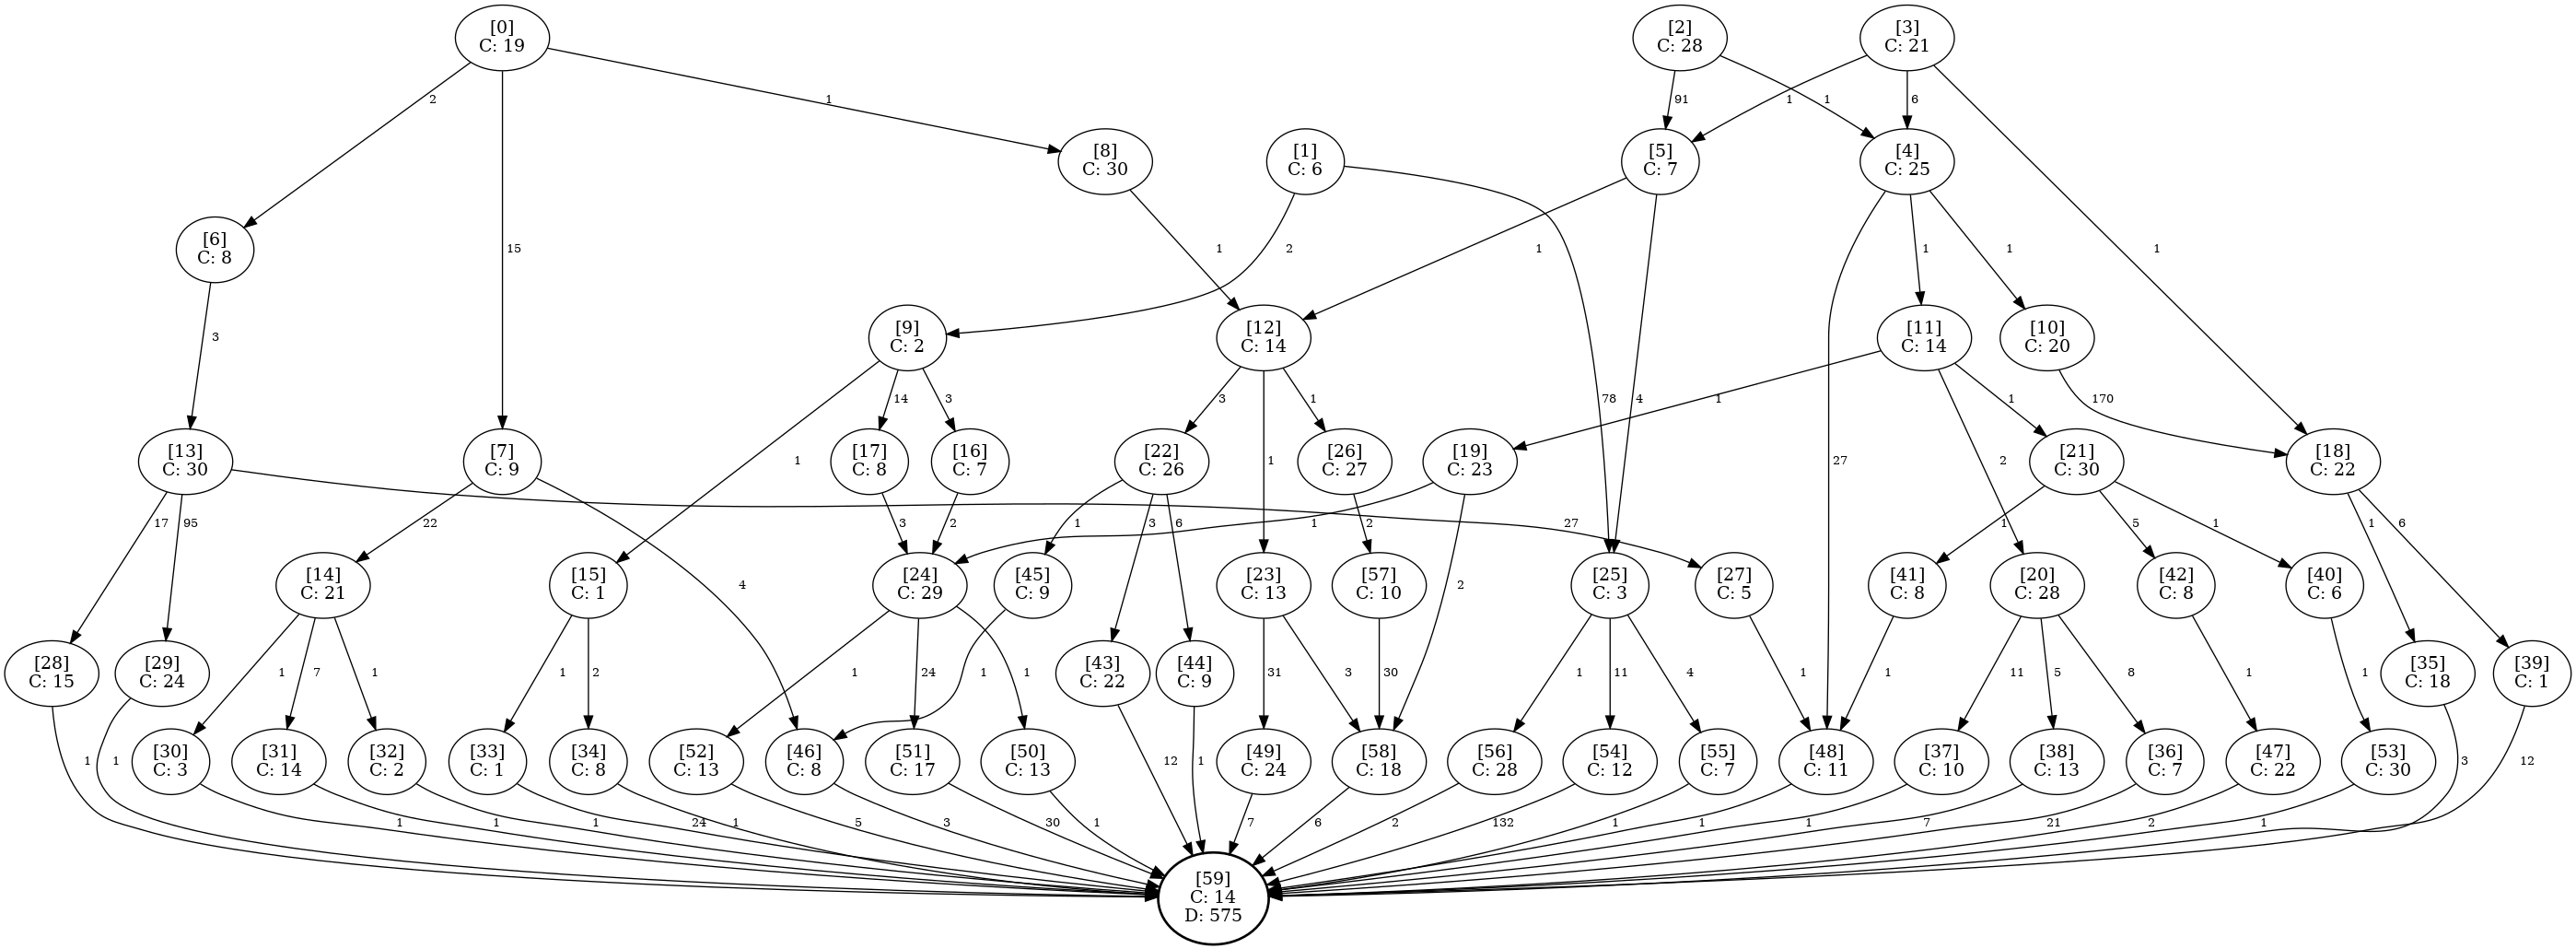 [0]
C: 19
[2]
C: 28
[3]
C: 21
2
15
1
91
1
1
6
1
[8]
C: 30
[1]
C: 6
[5]
C: 7
[4]
C: 25
[6]
C: 8
3
1
2
78
1
4
27
1
1
[9]
C: 2
[12]
C: 14
[11]
C: 14
[10]
C: 20
1
14
3
3
1
1
1
2
1
170
[13]
C: 30
[7]
C: 9
[17]
C: 8
[16]
C: 7
[22]
C: 26
[26]
C: 27
[19]
C: 23
[21]
C: 30
[18]
C: 22
17
95
27
22
4
3
2
1
3
6
2
1
2
1
5
1
1
6
[14]
C: 21
[15]
C: 1
[24]
C: 29
[45]
C: 9
[23]
C: 13
[57]
C: 10
[25]
C: 3
[27]
C: 5
[41]
C: 8
[20]
C: 28
[42]
C: 8
[40]
C: 6
[28]
C: 15
[29]
C: 24
1
7
1
1
2
1
24
1
1
[43]
C: 22
[44]
C: 9
31
3
30
1
11
4
1
1
11
5
8
1
1
[35]
C: 18
[39]
C: 1
[30]
C: 3
[31]
C: 14
[32]
C: 2
[33]
C: 1
[34]
C: 8
[52]
C: 13
[46]
C: 8
[51]
C: 17
[50]
C: 13
[49]
C: 24
[58]
C: 18
[56]
C: 28
[54]
C: 12
[55]
C: 7
[48]
C: 11
[37]
C: 10
[38]
C: 13
[36]
C: 7
[47]
C: 22
[53]
C: 30
1
1
12
1
3
12
1
1
1
24
1
5
3
30
1
7
6
2
132
1
1
1
7
21
2
1
[59]
C: 14
D: 575